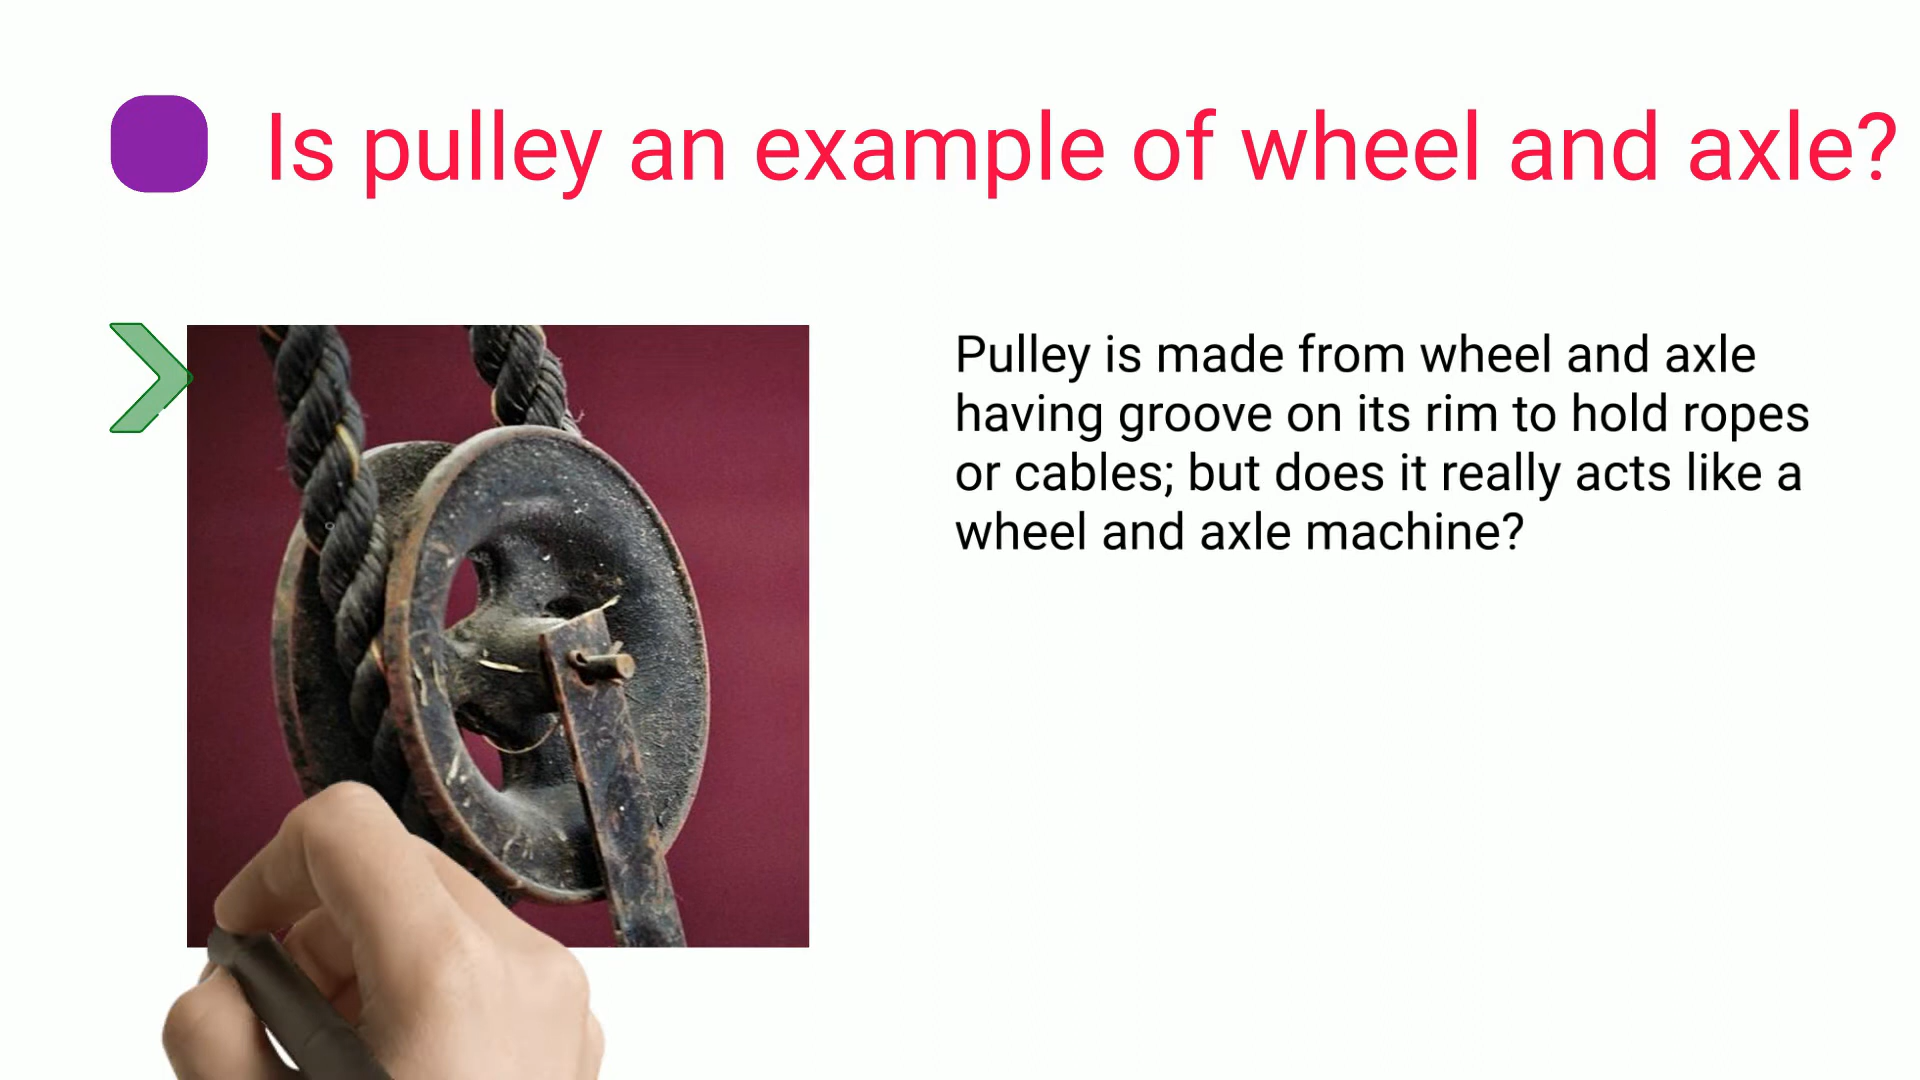 Is pulley an example of wheel and axle?
Pulley is made from wheel and axle
having groove on its rim to hold ropes
or cables; but does it really acts like a
wheel and axle machine?